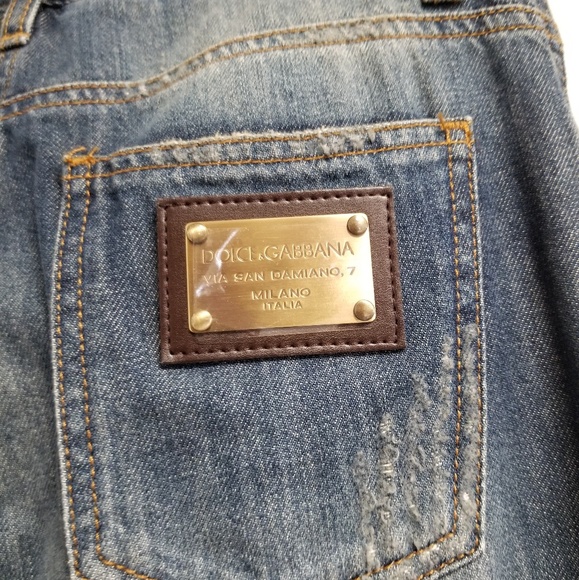 DOLCE&GABBANA
VIA SAN DAMIANO, 7
MILANO
ITALIA